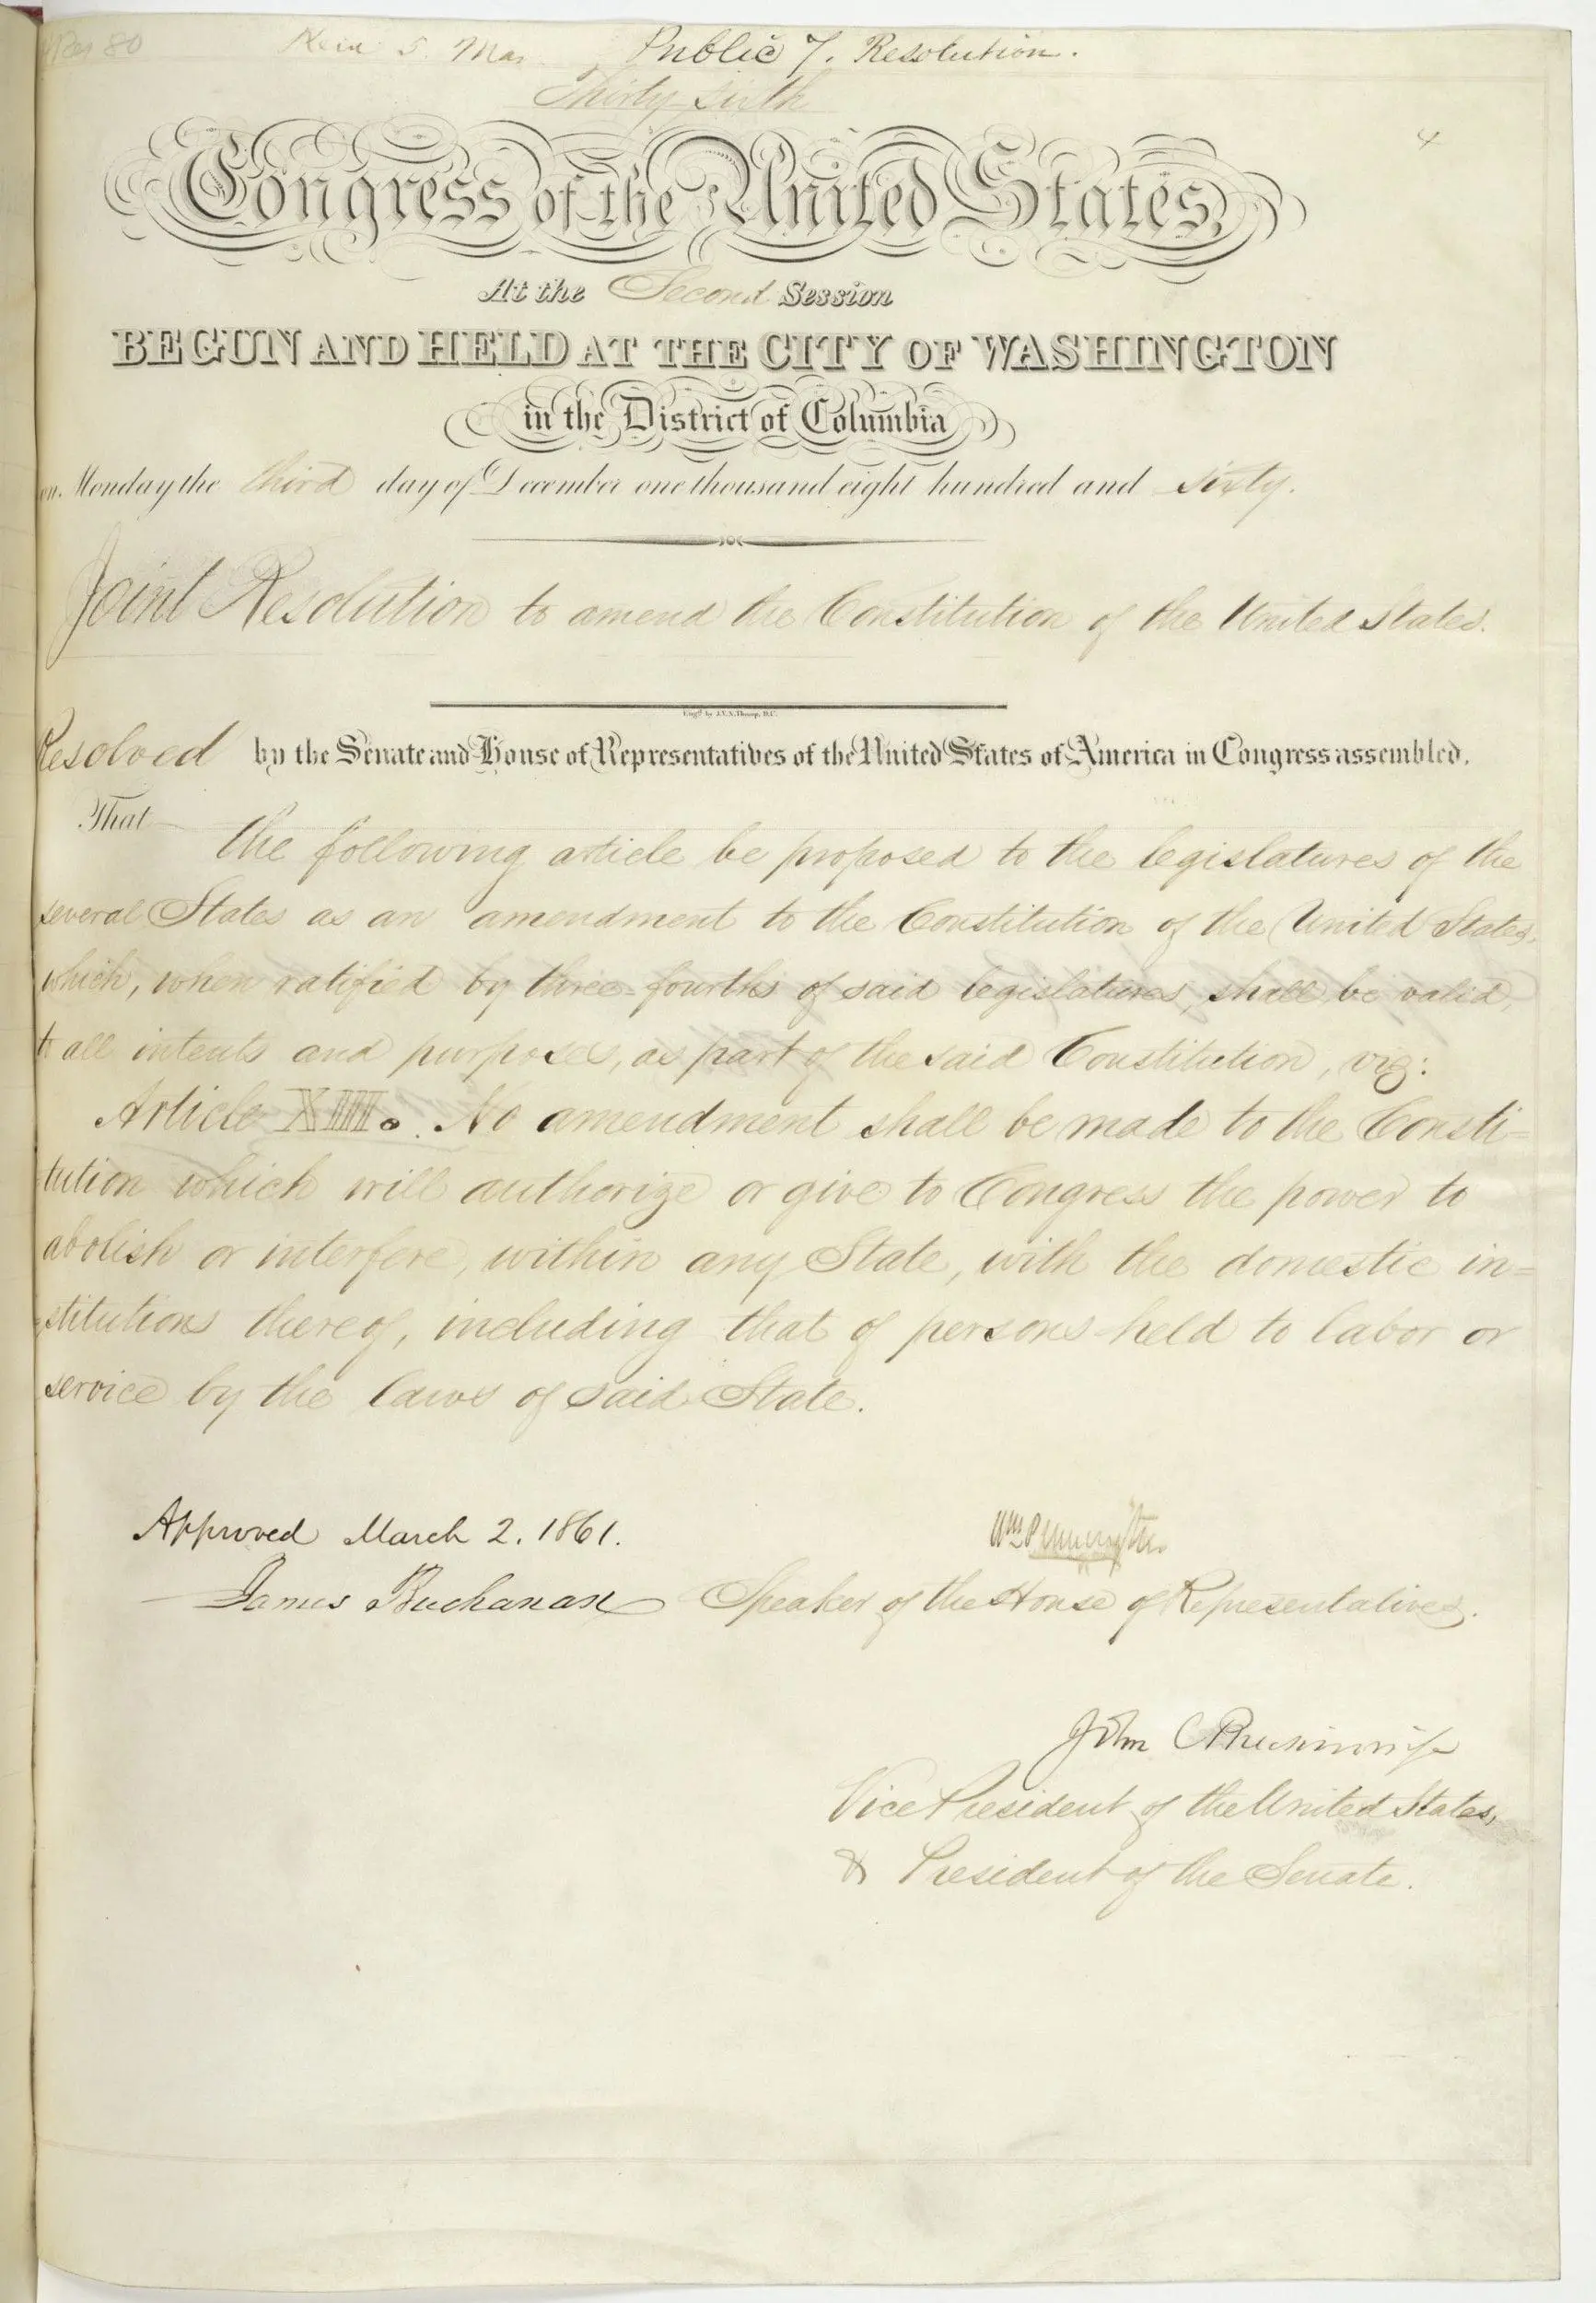 Public 7. Resolution.
Thirty sixth
4
Congress of the United States,
At the Second Session
BEGUN AND HELD AT THE CITY OF WASHINGTON
in the District of Columbia
on Monday the third day of December one thousand eight hundred and sixty.
Joint Resolution to amend the Constitution of the United States.
Resolved by the Senate and House of Representatives of the United States of America in Congress assembled,
That
the following article be proposed to the legislatures of the
several States as an amendment to the Constitution of the United States,
which, when ratified by three-fourths of said legislatures, shall be valid,
to all intents and purposes, as part of the said Constitution, viz:
Article XIII. No amendment shall be made to the Consti=
tution which will authorize or give to Congress the power to
abolish or interfere, within any State, with the domestic in=
stitutions thereof, including that of persons held to labor or
service by the laws of said State.
Approved March 2. 1861.
Wm Pennington
James Buchanan Speaker of the House of Representatives.
John C Breckinridge
Vice President of the United States,
& President of the Senate.